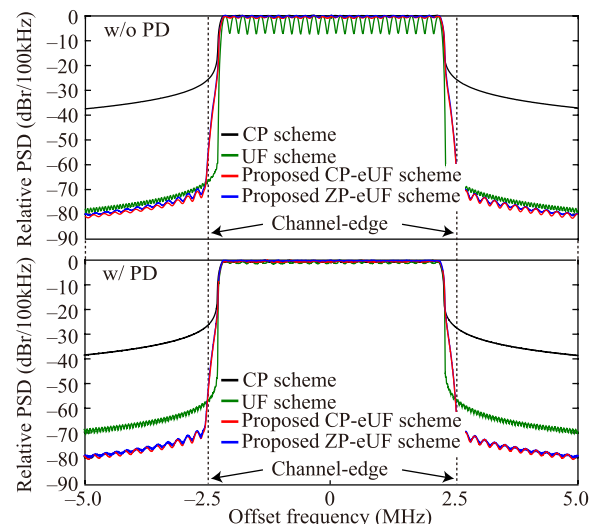 w/o PD
Relative PSD (dBr/100kHz)
−0
−10
−20
−30
−40
−50
−60
−70
−80
−90
CP scheme
UF scheme
Proposed CP-eUF scheme
Proposed ZP-eUF scheme
Channel-edge
w/ PD
Relative PSD (dBr/100kHz)
0
−10
−20
−30
−40
−50
−60
−70
−80
−90
CP scheme
UF scheme
Proposed CP-eUF scheme
Proposed ZP-eUF scheme
Channel-edge
−5.0 −2.5 0 2.5 5.0
Offset frequency (MHz)